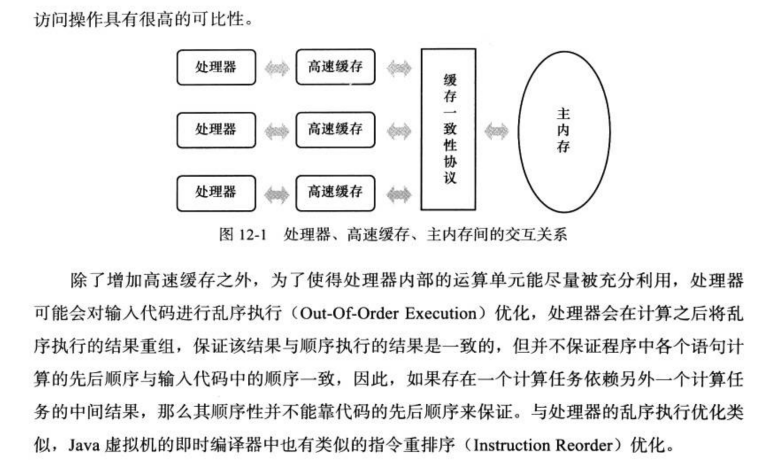 访问操作具有很高的可比性。
处理器 高速缓存
处理器 高速缓存
处理器 高速缓存
缓存一致性协议
主内存
图 12-1 处理器、高速缓存、主内存间的交互关系
除了增加高速缓存之外，为了使得处理器内部的运算单元能尽量被充分利用，处理器
可能会对输入代码进行乱序执行（Out-Of-Order Execution）优化，处理器会在计算之后将乱
序执行的结果重组，保证该结果与顺序执行的结果是一致的，但并不保证程序中各个语句计
算的先后顺序与输入代码中的顺序一致，因此，如果存在一个计算任务依赖另外一个计算任
务的中间结果，那么其顺序性并不能靠代码的先后顺序来保证。与处理器的乱序执行优化类
似，Java 虚拟机的即时编译器中也有类似的指令重排序（Instruction Reorder）优化。